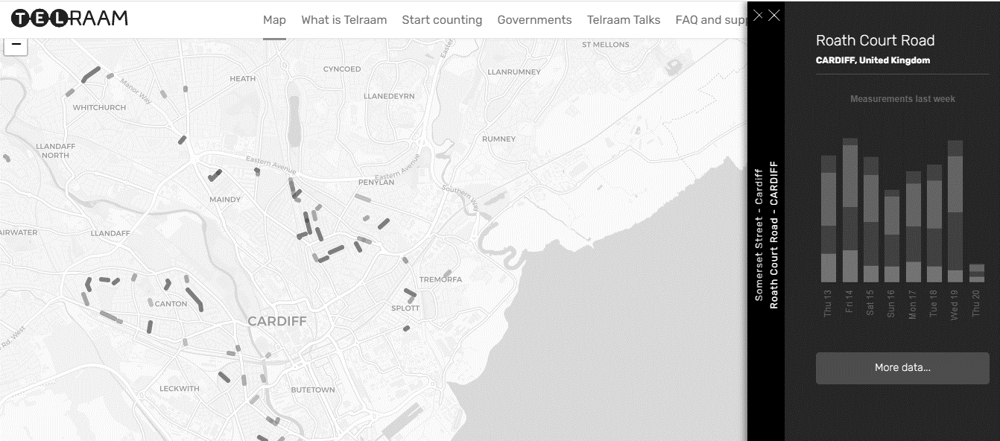 TELRAAM
Map What is Telraam Start counting Governments Telraam Talks FAQ and supp
−
ST MELLONS
Eastern
CYNCOED
LLANRUMNEY
HEATH
Manor Way
LLANEDEYRN
WHITCHURCH
RUMNEY
LLANDAFF
NORTH
Eastern Avenue
Eastern Avenue
PENYLAN
Southern Way
MAINDY
AIRWATER
LLANDAFF
TREMORFA
CANTON
SPLOTT
CARDIFF
Rd. West
LECKWITH
BUTETOWN
Somerset Street - Cardiff
Roath Court Road - CARDIFF
Roath Court Road
CARDIFF, United Kingdom
Measurements last week
Thu 13
Fri 14
Sat 15
Sun 16
Mon 17
Tue 18
Wed 19
Thu 20
More data...